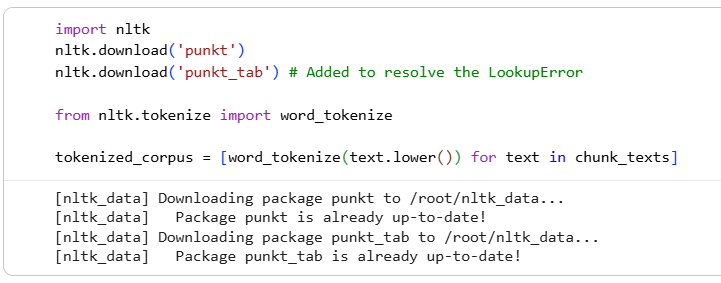 import nltk
nltk.download('punkt')
nltk.download('punkt_tab') # Added to resolve the LookupError
from nltk.tokenize import word_tokenize
tokenized_corpus = [word_tokenize(text.lower()) for text in chunk_texts]
[nltk_data] Downloading package punkt to /root/nltk_data...
[nltk_data]   Package punkt is already up-to-date!
[nltk_data] Downloading package punkt_tab to /root/nltk_data...
[nltk_data]   Package punkt_tab is already up-to-date!